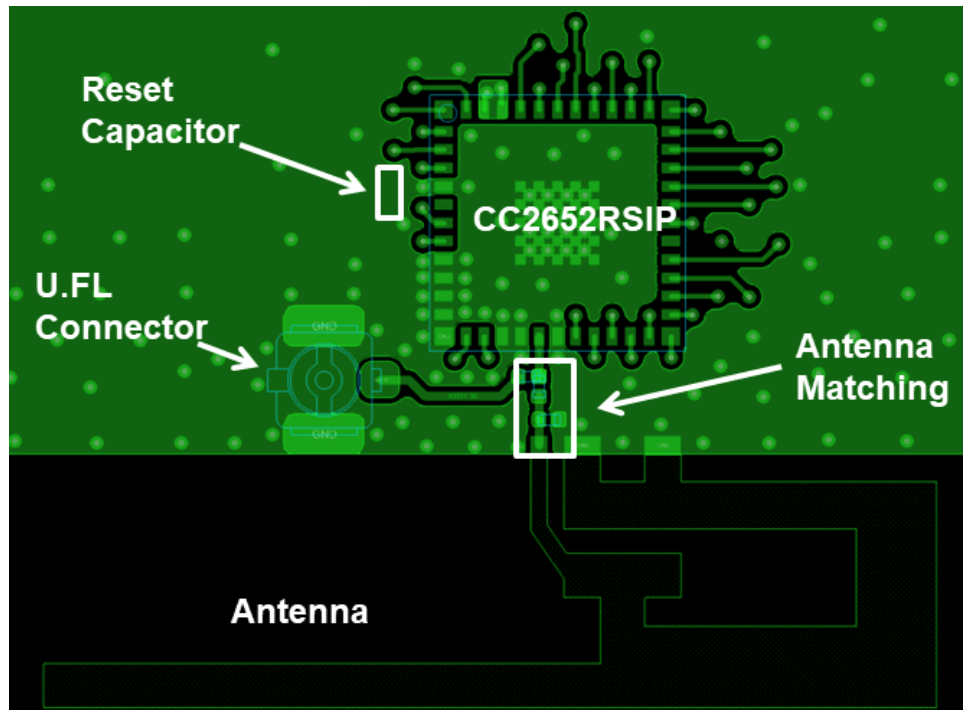 Reset
Capacitor
CC2652RSIP
U.FL
Connector
GND
GND
Antenna
Matching
Antenna